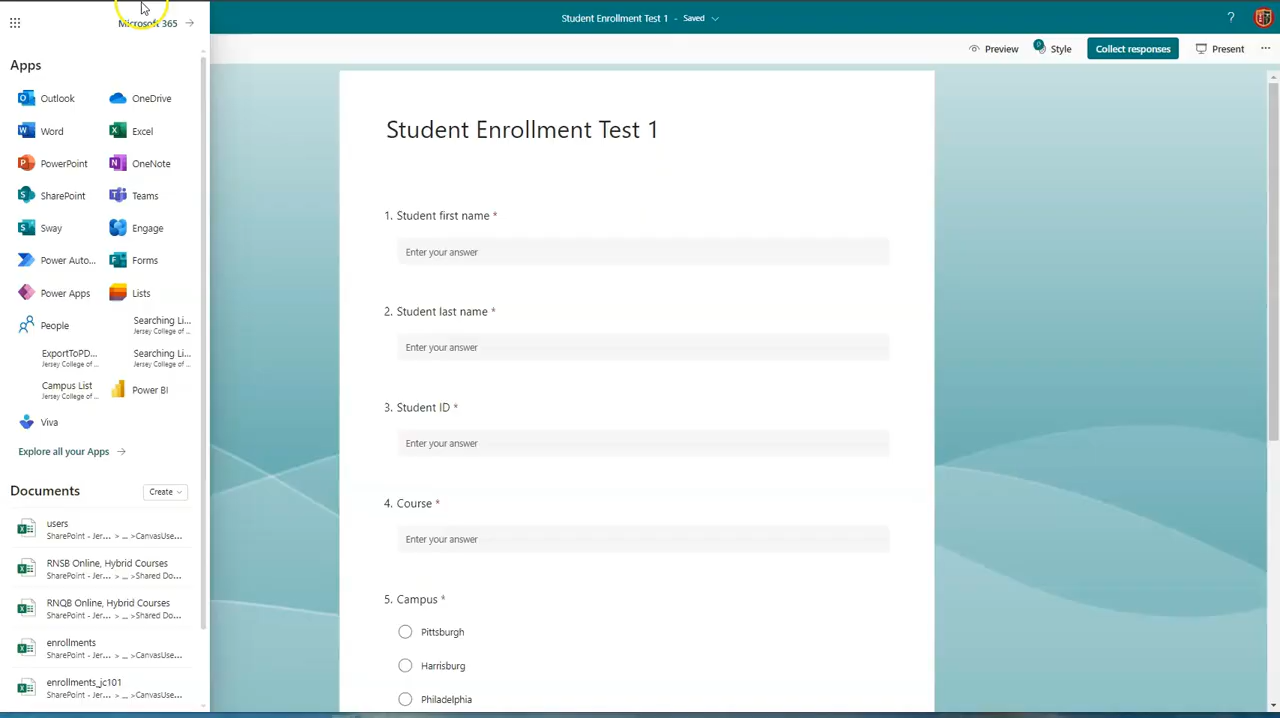 Microsoft 365 →
Student Enrollment Test 1 - Saved
?
Preview
Style
Collect responses
Present
Apps
Outlook
OneDrive
Word
Excel
PowerPoint
OneNote
SharePoint
Teams
Sway
Engage
Power Auto...
Forms
Power Apps
Lists
People
Searching Li...
Jersey College of ...
ExportToPD...
Jersey College of ...
Searching Li...
Jersey College of ...
Campus List
Jersey College of ...
Power BI
Viva
Explore all your Apps →
Documents
Create
users
SharePoint - Jer... > ... >CanvasUse...
RNSB Online, Hybrid Courses
SharePoint - Jer... > ... >Shared Do...
RNQB Online, Hybrid Courses
SharePoint - Jer... > ... >Shared Do...
enrollments
SharePoint - Jer... > ... >CanvasUse...
enrollments_jc101
SharePoint - Jer... > ... >CanvasUse...
Student Enrollment Test 1
1. Student first name *
Enter your answer
2. Student last name *
Enter your answer
3. Student ID *
Enter your answer
4. Course *
Enter your answer
5. Campus *
Pittsburgh
Harrisburg
Philadelphia